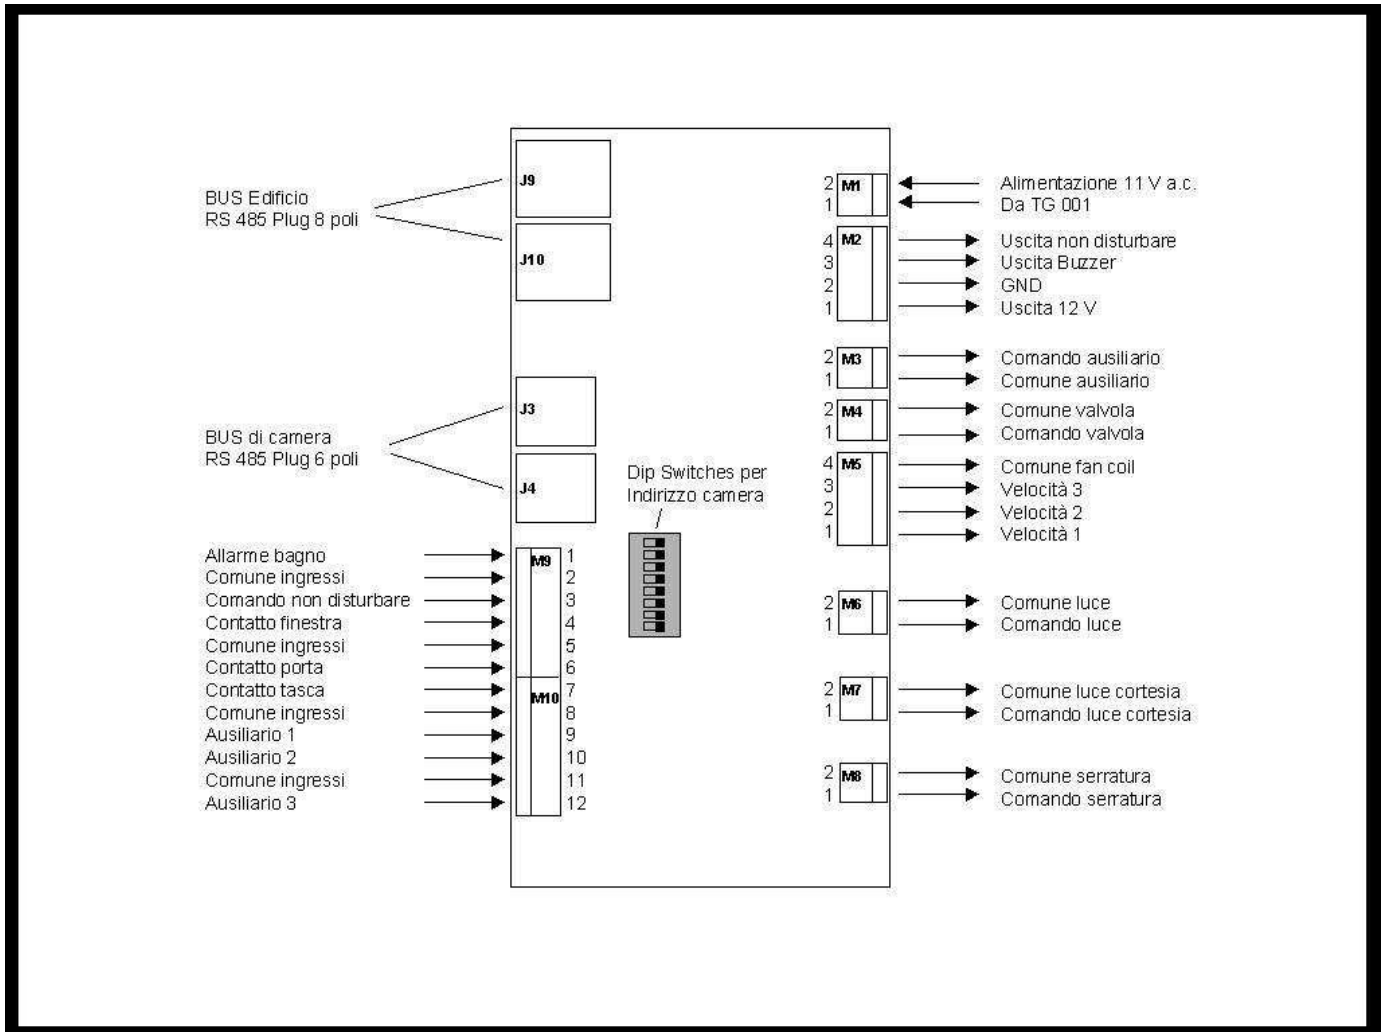 J9
BUS Edificio
RS 485 Plug 8 poli
J10
J3
BUS di camera
RS 485 Plug 6 poli
J4
Dip Switches per
Indirizzo camera
Allarme bagno 1
Comune ingressi 2
Comando non disturbare 3
Contatto finestra 4
Comune ingressi 5
Contatto porta 6
Contatto tasca 7
Comune ingressi 8
Ausiliario 1 9
Ausiliario 2 10
Comune ingressi 11
Ausiliario 3 12
M9
M10
2 M1 Alimentazione 11 V a.c.
1 Da TG 001
4 M2 Uscita non disturbare
3 Uscita Buzzer
2 GND
1 Uscita 12 V
2 M3 Comando ausiliario
1 Comune ausiliario
2 M4 Comune valvola
1 Comando valvola
4 M5 Comune fan coil
3 Velocità 3
2 Velocità 2
1 Velocità 1
2 M6 Comune luce
1 Comando luce
2 M7 Comune luce cortesia
1 Comando luce cortesia
2 M8 Comune serratura
1 Comando serratura